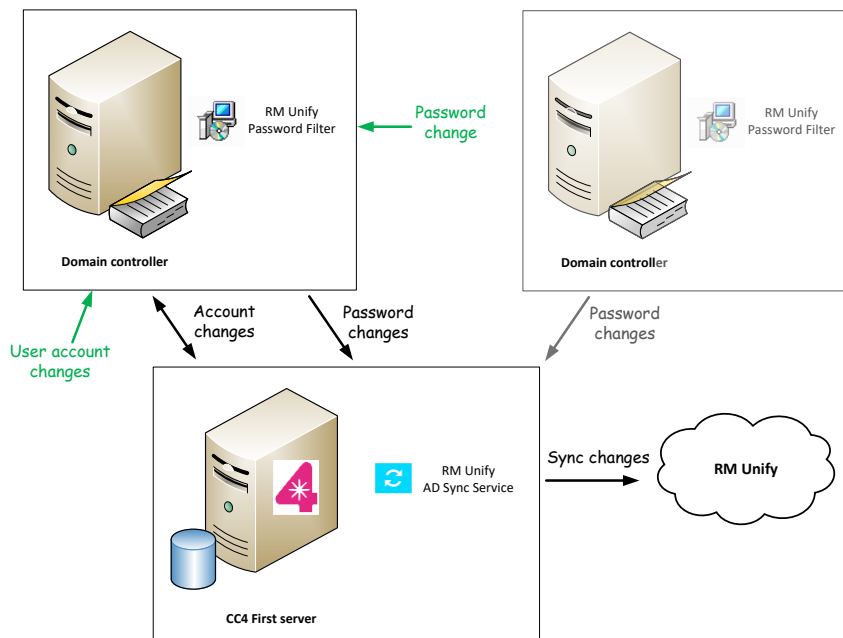 RM Unify
Password Filter
Domain controller
Password
change
RM Unify
Password Filter
Domain controller
User account
changes
Account
changes
Password
changes
Password
changes
4
RM Unify
AD Sync Service
CC4 First server
Sync changes
RM Unify